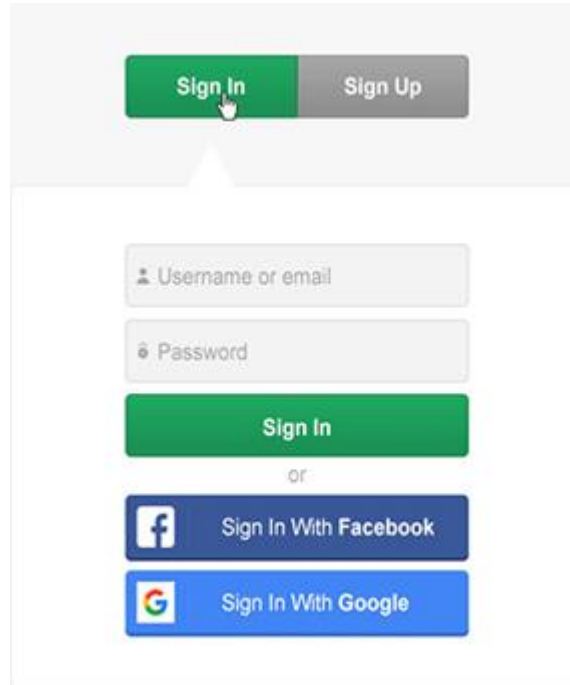 Sign In Sign Up
Username or email
Password
Sign In
or
Sign In With Facebook
Sign In With Google